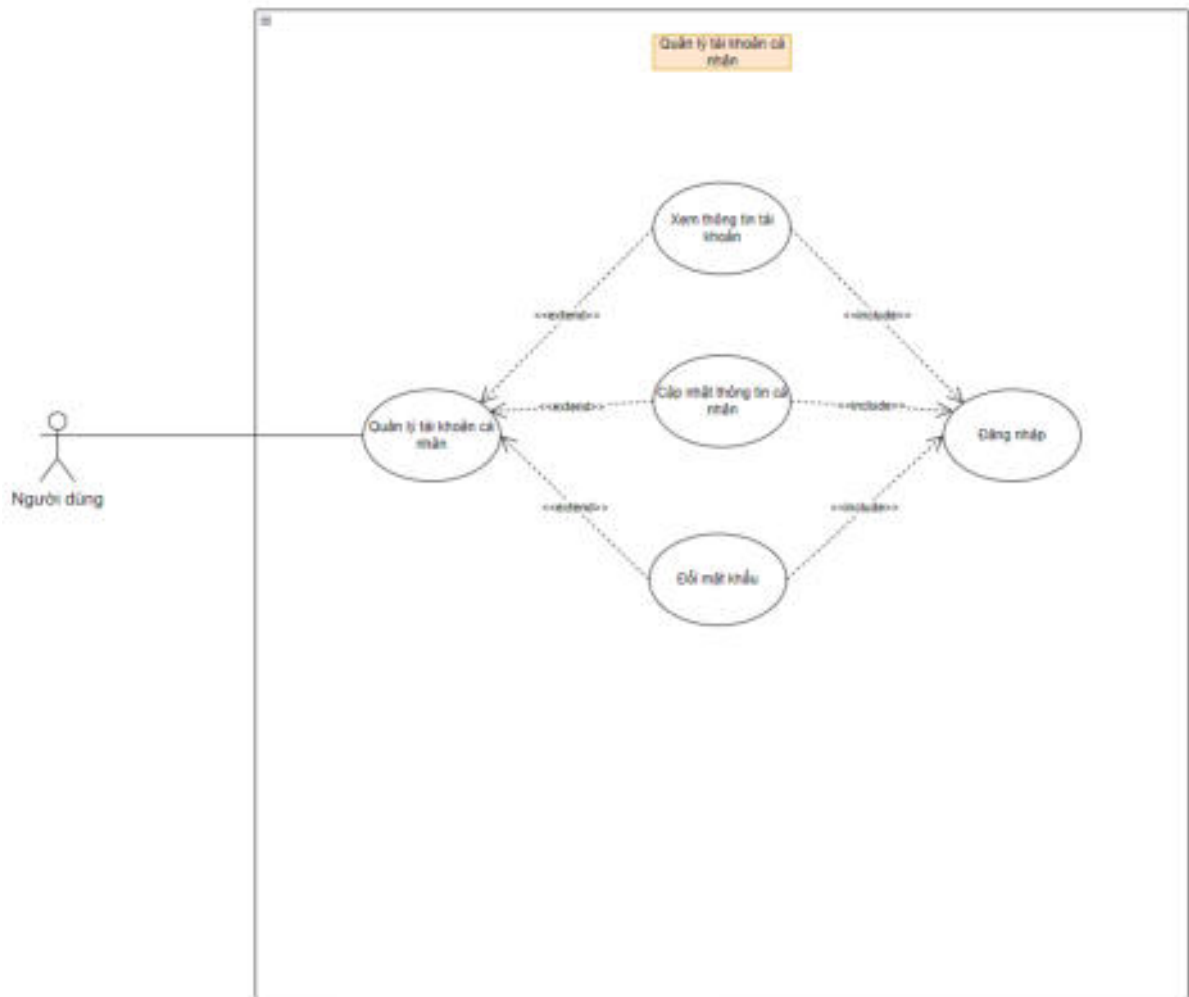 Quản lý tài khoản cá
nhân
Xem thông tin tài
khoản
<<extend>>
<<include>>
Cập nhật thông tin cá
nhân
<<extend>>
<<include>>
Quản lý tài khoản cá
nhân
Đăng nhập
Người dùng
<<extend>>
<<include>>
Đổi mật khẩu